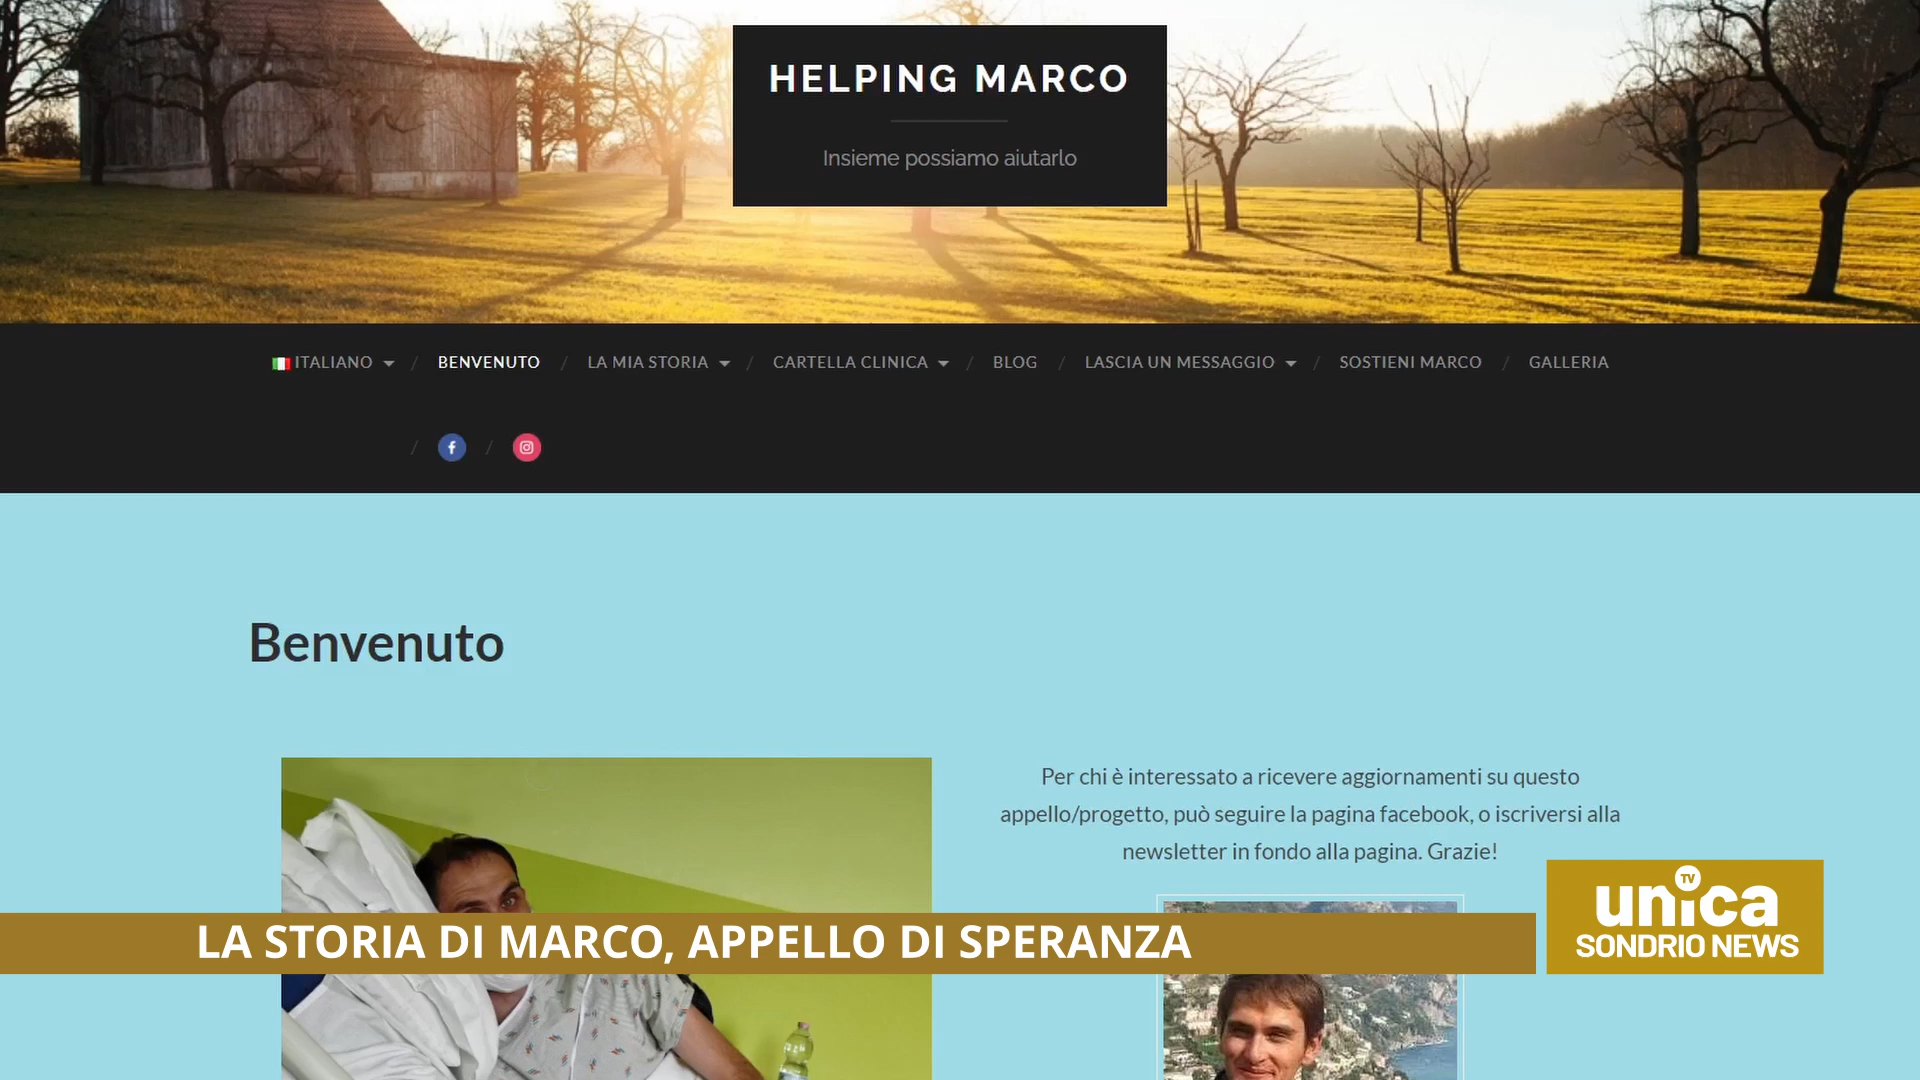 HELPING MARCO
Insieme possiamo aiutarlo
ITALIANO / BENVENUTO / LA MIA STORIA / CARTELLA CLINICA / BLOG / LASCIA UN MESSAGGIO / SOSTIENI MARCO / GALLERIA
/ f /
Benvenuto
Per chi è interessato a ricevere aggiornamenti su questo
appello/progetto, può seguire la pagina facebook, o iscriversi alla
newsletter in fondo alla pagina. Grazie!
LA STORIA DI MARCO, APPELLO DI SPERANZA
TV
unica
SONDRIO NEWS